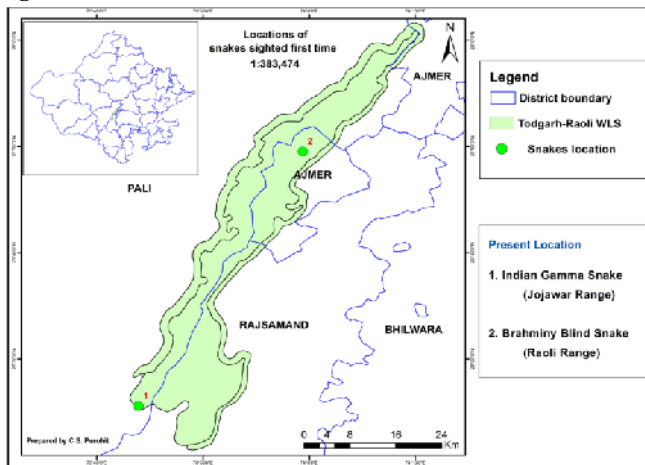 Locations of
snakes sighted first time
1:383,474
N
AJMER
PALI
2
AJMER
RAJSAMAND
BHILWARA
1
Prepared by C.S. Porohit
0 4 8 16 24
Km
Legend
District boundary
Todgarh-Raoli WLS
Snakes location
Present Location
1. Indian Gamma Snake
(Jojawar Range)
2. Brahminy Blind Snake
(Raoli Range)